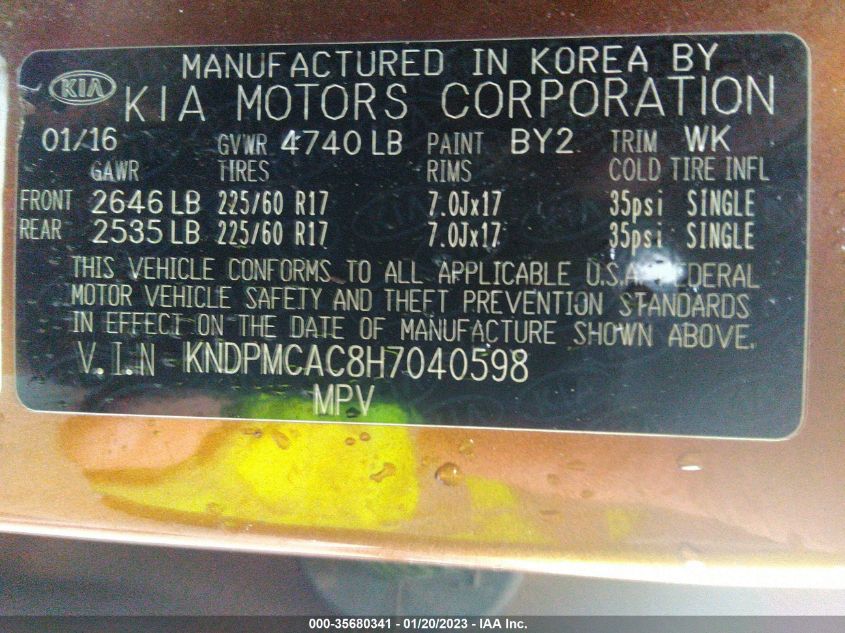 MANUFACTURED IN KOREA BY
KIA KIA MOTORS CORPORATION
01/16 GVWR 4740 LB PAINT BY2 TRIM WK
GAWR TIRES RIMS COLD TIRE INFL
FRONT 2646 LB 225/60 R17 7.0Jx17 35psi SINGLE
REAR 2535 LB 225/60 R17 7.0Jx17 35psi SINGLE
THIS VEHICLE CONFORMS TO ALL APPLICABLE U.S.A. FEDERAL
MOTOR VEHICLE SAFETY AND THEFT PREVENTION STANDARDS
IN EFFECT ON THE DATE OF MANUFACTURE SHOWN ABOVE.
V.I.N KNDPMCAC8H7040598
MPV
000-35680341 - 01/20/2023 - IAA Inc.